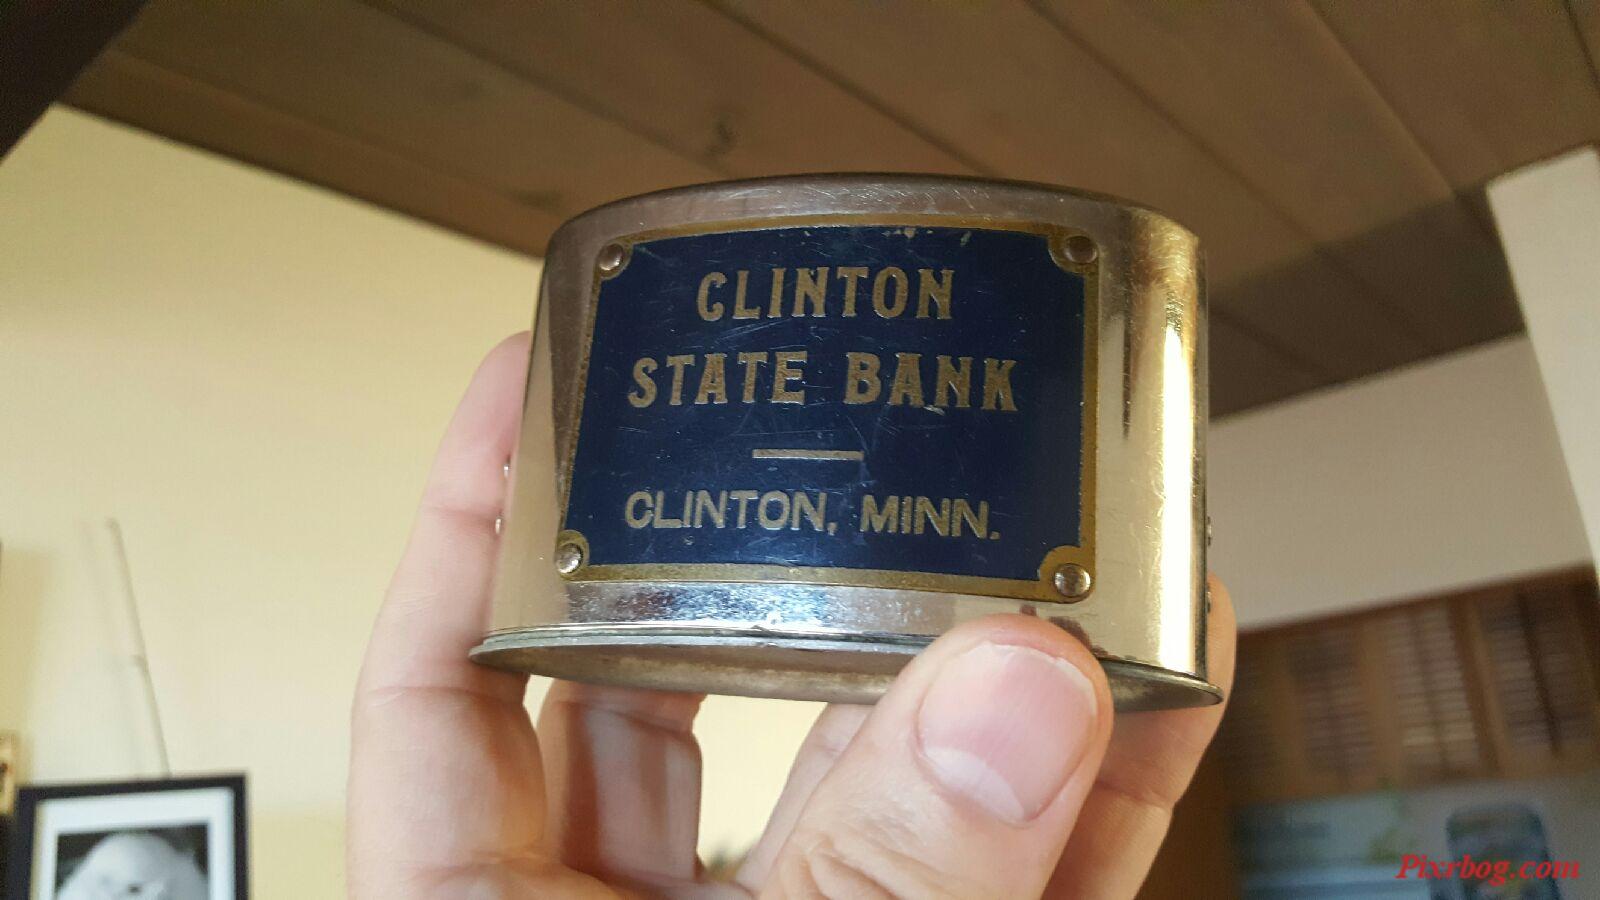 CLINTON
STATE BANK
CLINTON, MINN.
Pixrbog.com